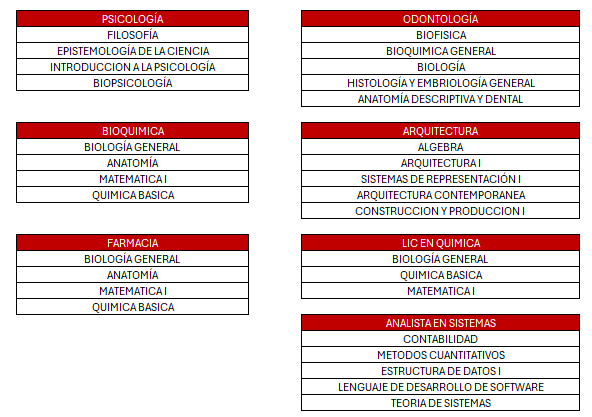 PSICOLOGÍA
FILOSOFÍA
EPISTEMOLOGÍA DE LA CIENCIA
INTRODUCCION A LA PSICOLOGÍA
BIOPSICOLOGÍA
ODONTOLOGÍA
BIOFISICA
BIOQUIMICA GENERAL
BIOLOGÍA
HISTOLOGÍA Y EMBRIOLOGÍA GENERAL
ANATOMÍA DESCRIPTIVA Y DENTAL
BIOQUIMICA
BIOLOGÍA GENERAL
ANATOMÍA
MATEMATICA I
QUIMICA BASICA
ARQUITECTURA
ALGEBRA
ARQUITECTURA I
SISTEMAS DE REPRESENTACIÓN I
ARQUITECTURA CONTEMPORANEA
CONSTRUCCION Y PRODUCCION I
FARMACIA
BIOLOGÍA GENERAL
ANATOMÍA
MATEMATICA I
QUIMICA BASICA
LIC EN QUIMICA
BIOLOGÍA GENERAL
QUIMICA BASICA
MATEMATICA I
ANALISTA EN SISTEMAS
CONTABILIDAD
METODOS CUANTITATIVOS
ESTRUCTURA DE DATOS I
LENGUAJE DE DESARROLLO DE SOFTWARE
TEORIA DE SISTEMAS